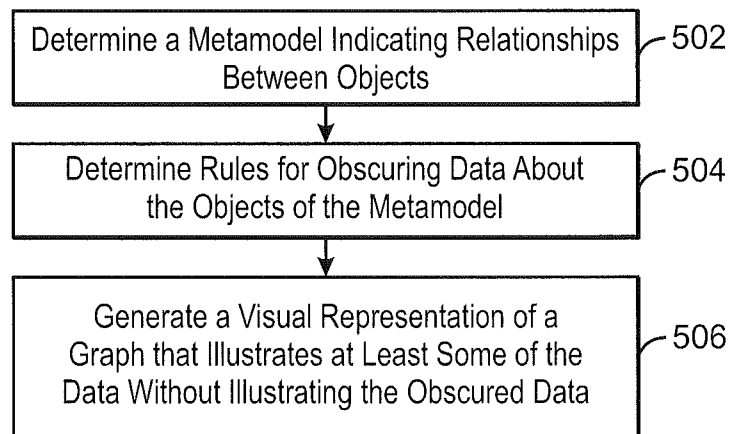 Determine a Metamodel Indicating Relationships
Between Objects
502
Determine Rules for Obscuring Data About
the Objects of the Metamodel
504
Generate a Visual Representation of a
Graph that Illustrates at Least Some of the
Data Without Illustrating the Obscured Data
506